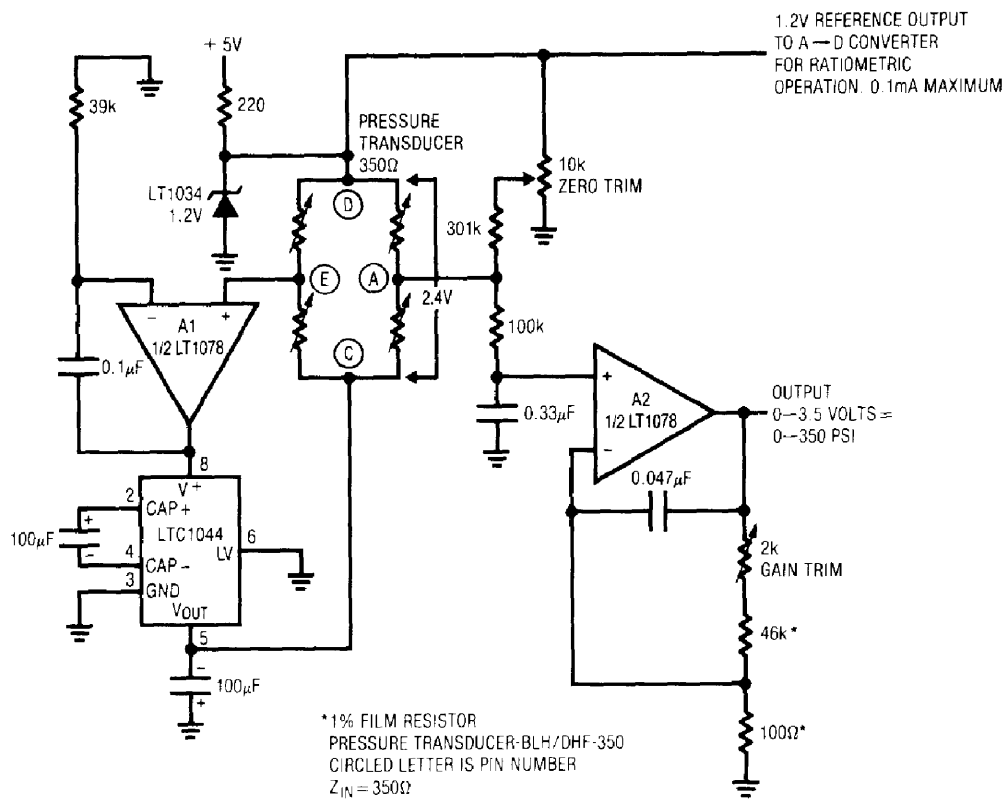 1.2V REFERENCE OUTPUT
TO A→D CONVERTER
FOR RATIOMETRIC
OPERATION. 0.1mA MAXIMUM
+ 5V
39k
220
PRESSURE
TRANSDUCER
350Ω
LT1034
1.2V
D
10k
ZERO TRIM
301k
E
A
2.4V
C
100k
A1
1/2 LT1078
−
+
0.1μF
0.33μF
+
A2
1/2 LT1078
−
OUTPUT
0–3.5 VOLTS =
0–350 PSI
0.047μF
8
V+
2
CAP+
+
100μF
−
4
CAP−
LTC1044
6
LV
3
GND
VOUT
5
−
100μF
+
2k
GAIN TRIM
46k*
100Ω*
*1% FILM RESISTOR
PRESSURE TRANSDUCER-BLH/DHF-350
CIRCLED LETTER IS PIN NUMBER
ZIN = 350Ω